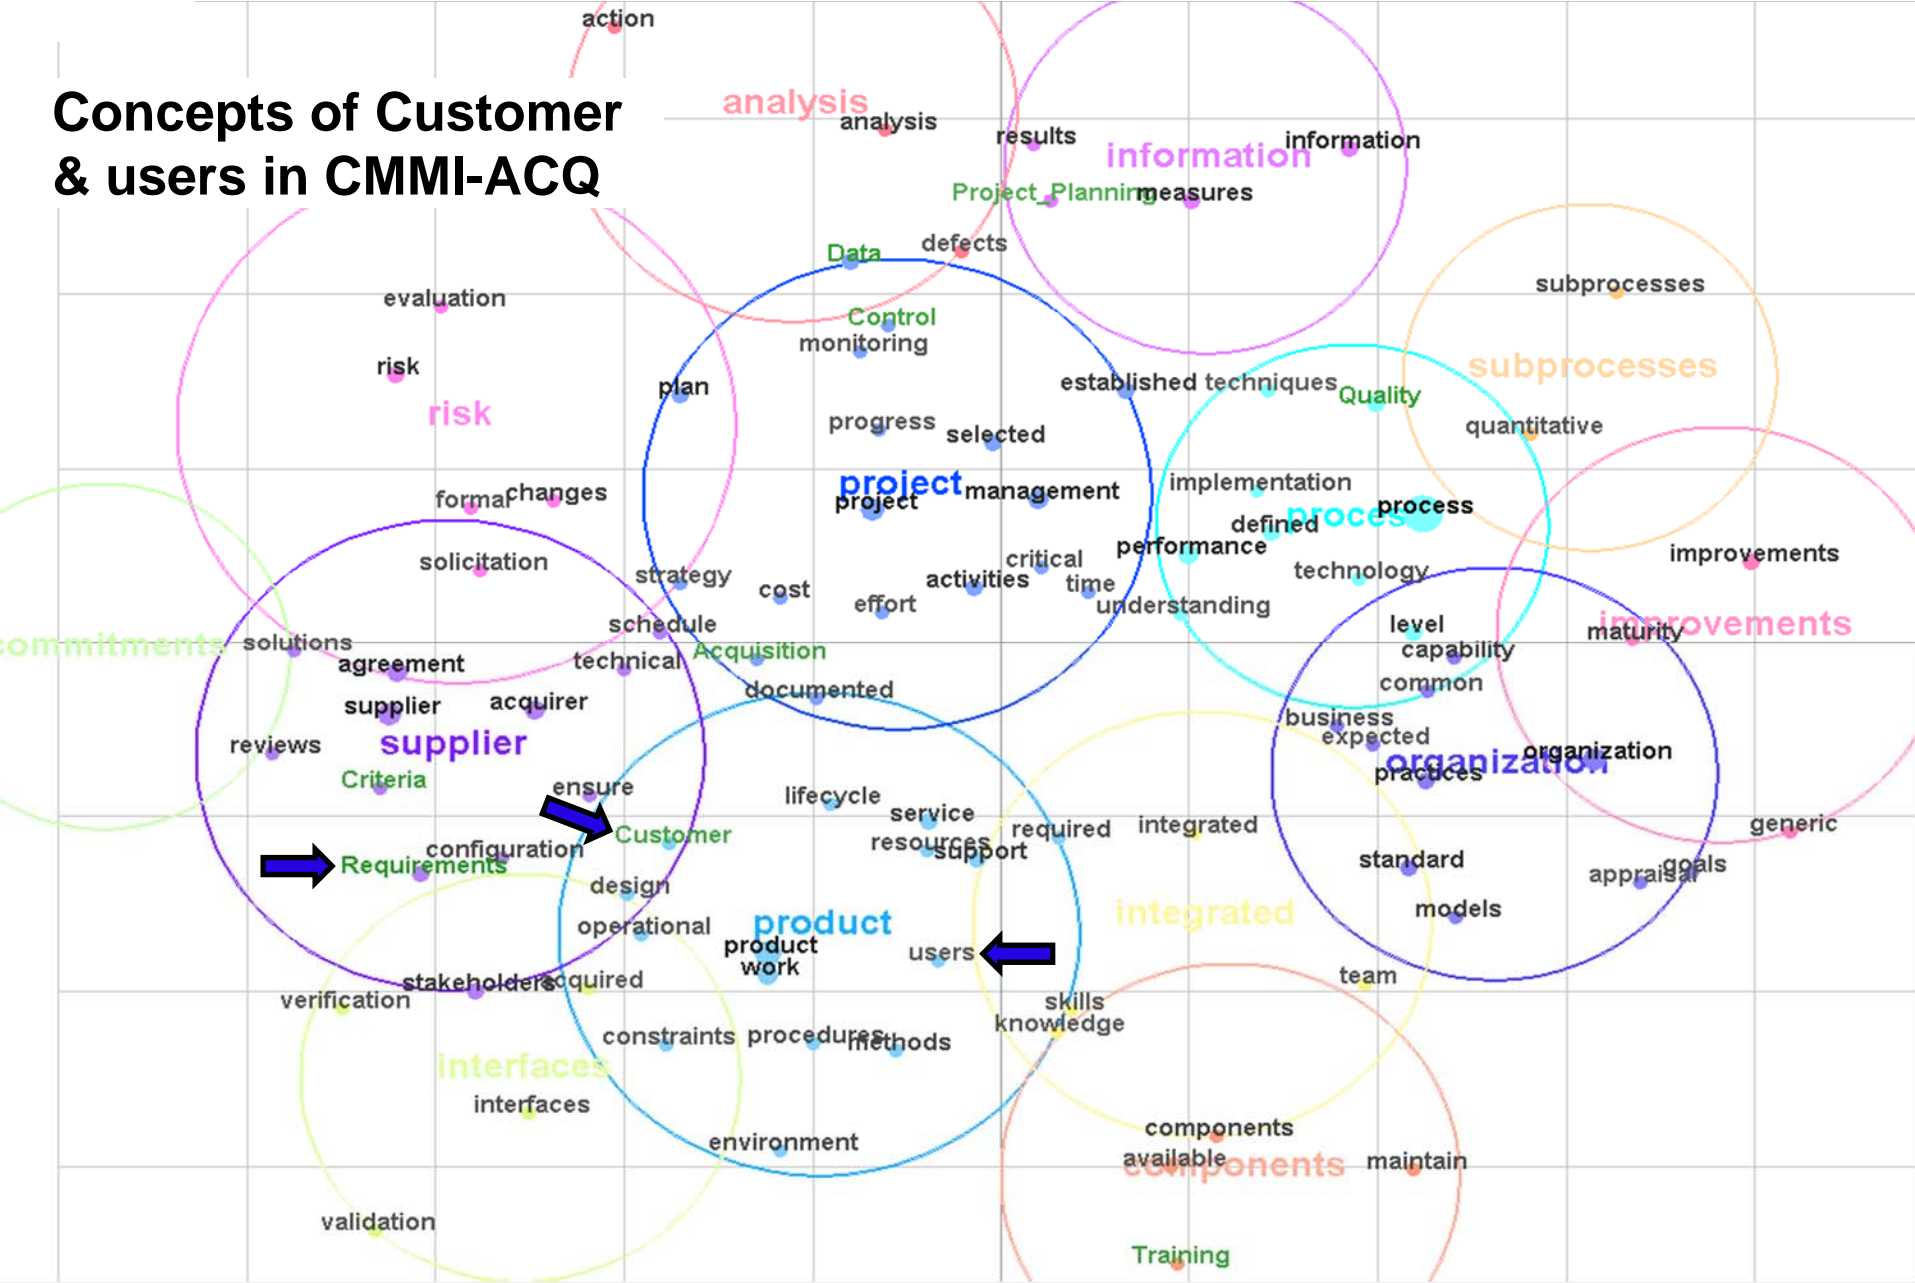 action
Concepts of Customer
& users in CMMI-ACQ
analysis
analysis
results
information
information
Project_Planning
measures
Data
defects
subprocesses
evaluation
Control
monitoring
risk
plan
established
techniques
Quality
subprocesses
risk
progress
selected
quantitative
project
project
management
implementation
process
formal
changes
defined
performance
improvements
solicitation
strategy
cost
effort
activities
critical
time
understanding
technology
commitments
solutions
schedule
Acquisition
level
maturity
improvements
agreement
technical
capability
common
supplier
acquirer
documented
business
expected
reviews
supplier
organization
organization
practices
Criteria
ensure
lifecycle
service
required
integrated
generic
Customer
resources
support
configuration
Requirements
standard
goals
appraisal
design
operational
product
product
work
users
integrated
models
stakeholders
acquired
verification
team
skills
knowledge
constraints
procedures
methods
interfaces
interfaces
environment
components
available
components
maintain
validation
Training